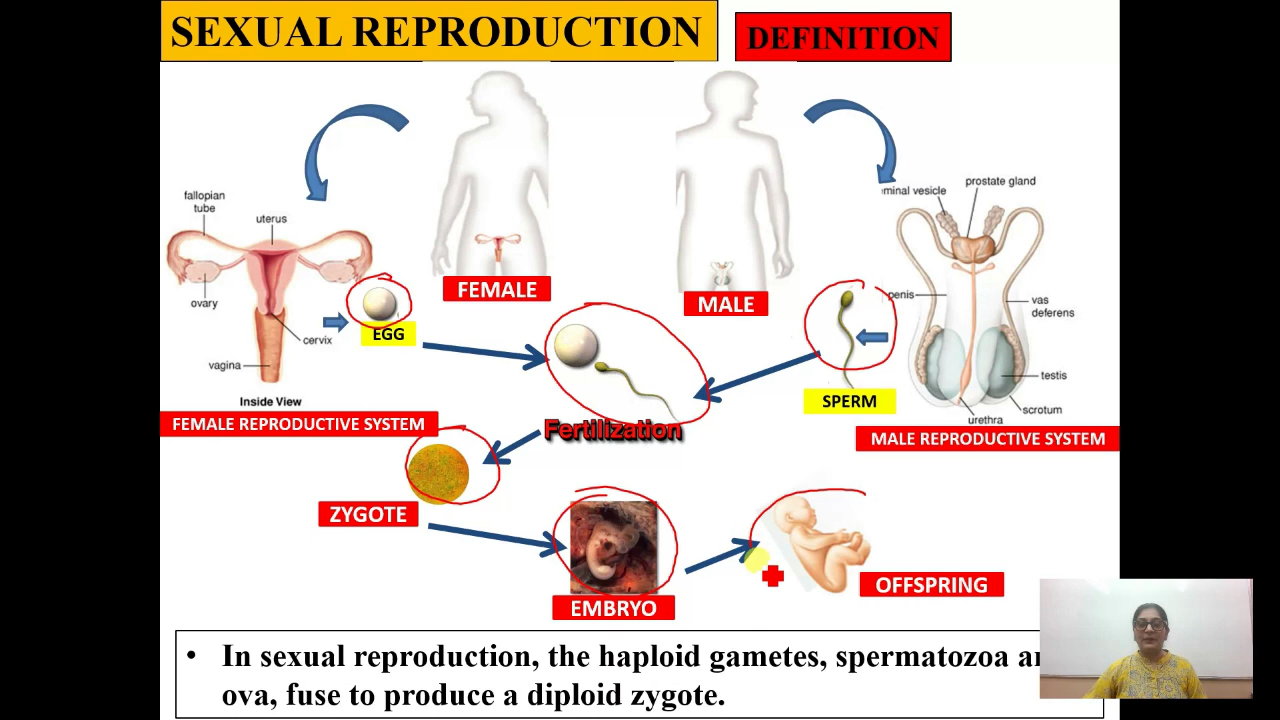 SEXUAL REPRODUCTION
DEFINITION
fallopian
tube
uterus
ovary
cervix
vagina
Inside View
FEMALE REPRODUCTIVE SYSTEM
EGG
FEMALE
MALE
Fertilization
SPERM
prostate gland
eminal vesicle
penis
vas
deferens
testis
scrotum
urethra
MALE REPRODUCTIVE SYSTEM
ZYGOTE
EMBRYO
OFFSPRING
• In sexual reproduction, the haploid gametes, spermatozoa
ova, fuse to produce a diploid zygote.